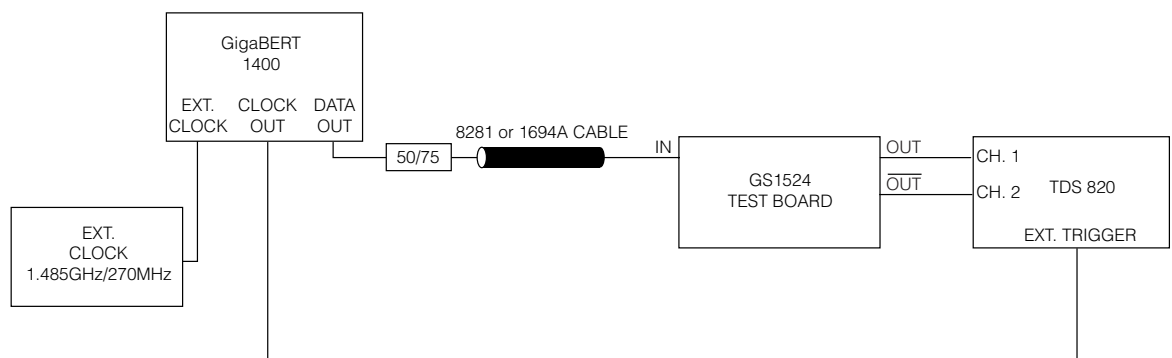 GigaBERT
1400
EXT. CLOCK
CLOCK OUT
DATA OUT
50/75
8281 or 1694A CABLE
IN
GS1524
TEST BOARD
OUT
OUT
CH. 1
CH. 2
TDS 820
EXT. TRIGGER
EXT.
CLOCK
1.485GHz/270MHz